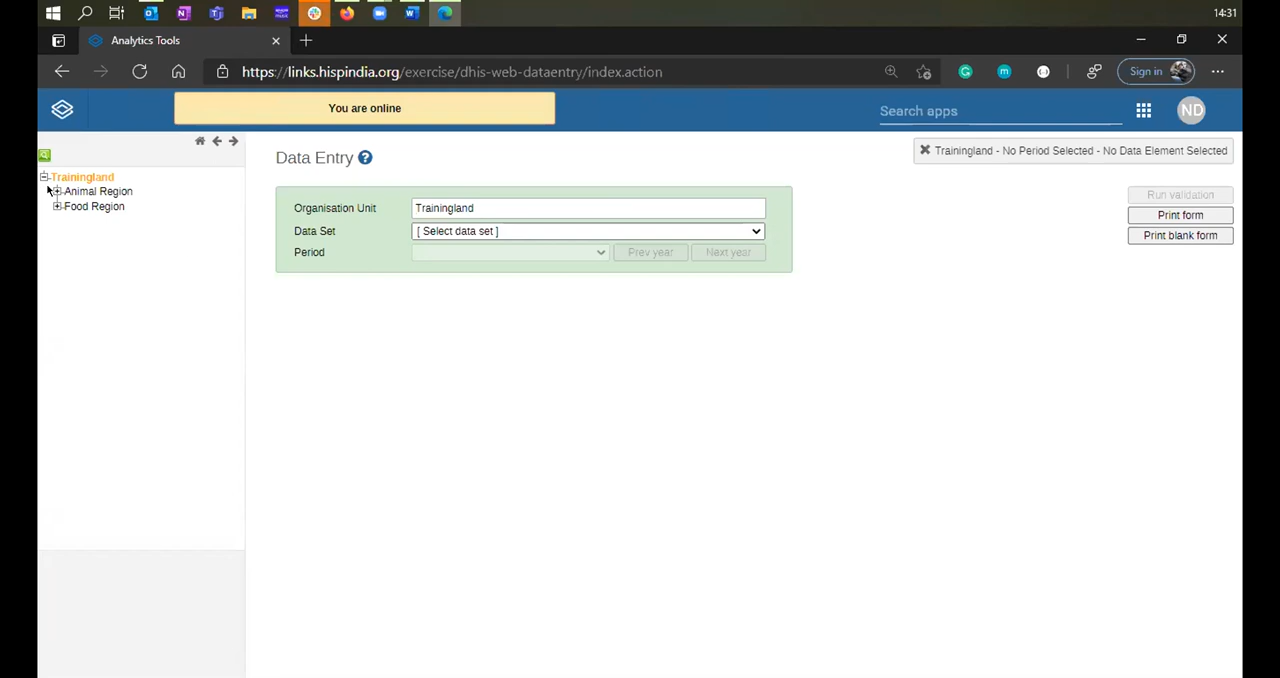 14:31
Analytics Tools
https://links.hispindia.org/exercise/dhis-web-dataentry/index.action
Sign in
You are online
Search apps
ND
Trainingland
Animal Region
Food Region
Data Entry
Trainingland - No Period Selected - No Data Element Selected
Organisation Unit Trainingland
Data Set [ Select data set ]
Period Prev year Next year
Run validation
Print form
Print blank form